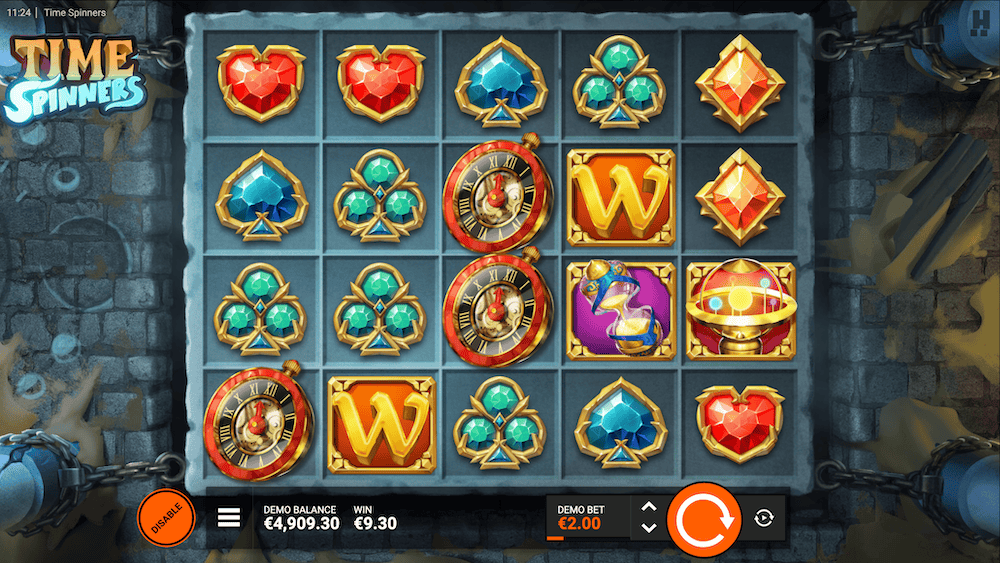 11:24 | Time Spinners
TIME
SPINNERS
W
W
DISABLE
DEMO BALANCE
€4,909.30
WIN
€9.30
DEMO BET
€2.00